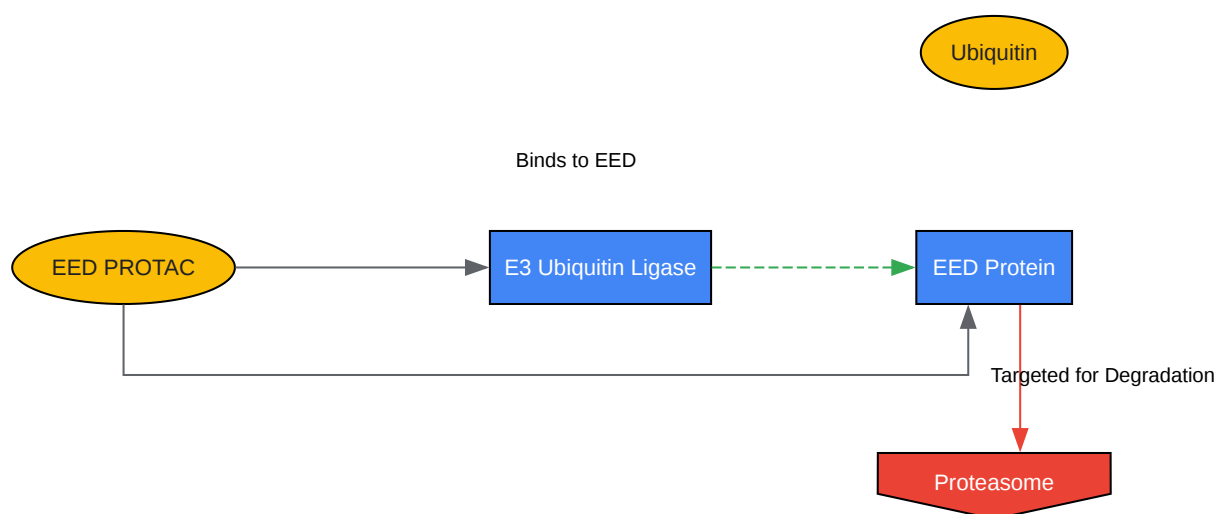 Ubiquitin
Binds to EED
EED PROTAC
E3 Ubiquitin Ligase
EED Protein
Targeted for Degradation
Proteasome